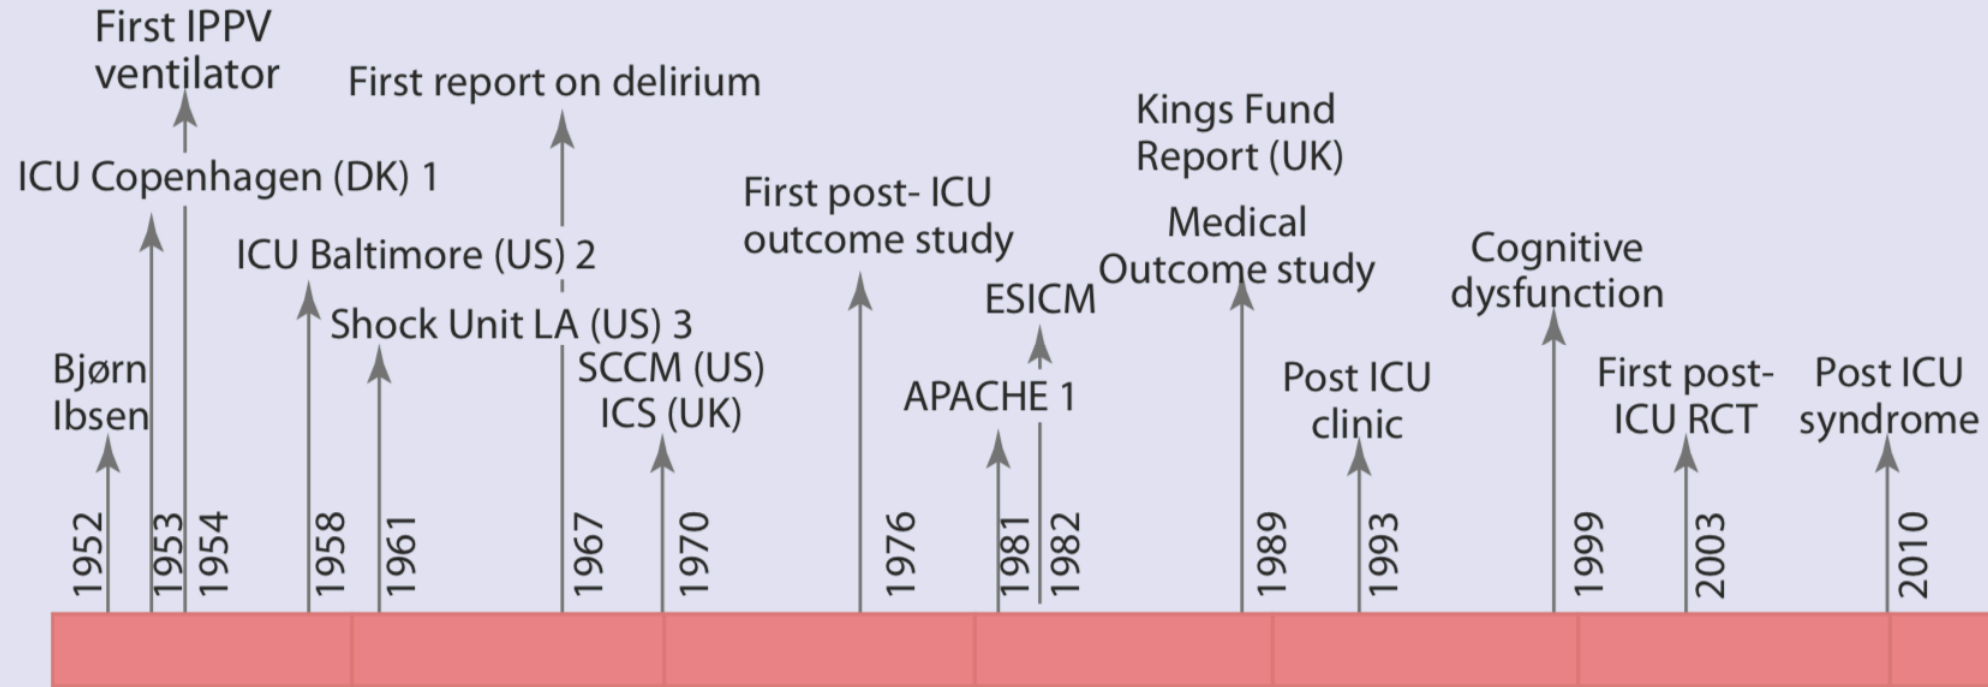 First IPPV
ventilator
First report on delirium
ICU Copenhagen (DK) 1
ICU Baltimore (US) 2
Shock Unit LA (US) 3
Bjørn
Ibsen
SCCM (US)
ICS (UK)
First post- ICU
outcome study
APACHE 1
ESICM
Kings Fund
Report (UK)
Medical
Outcome study
Post ICU
clinic
Cognitive
dysfunction
First post-
ICU RCT
Post ICU
syndrome
1952
1953
1954
1958
1961
1967
1970
1976
1981
1982
1989
1993
1999
2003
2010